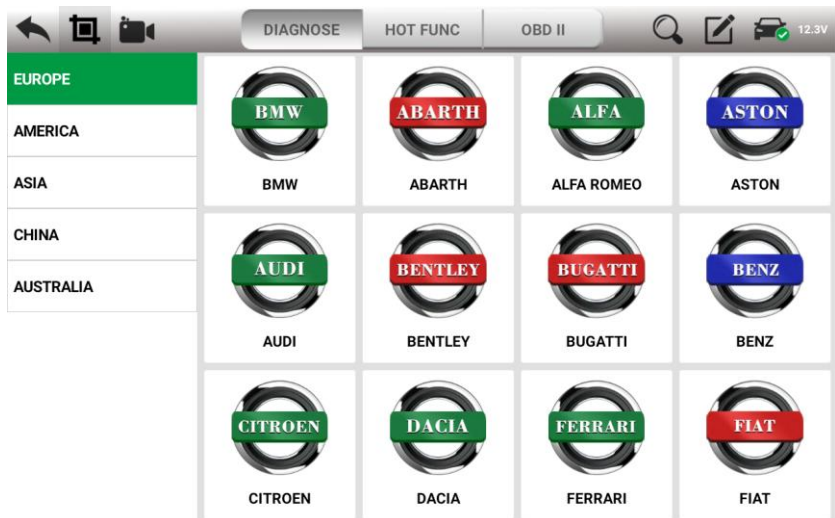 DIAGNOSE HOT FUNC OBD II 12.3V
EUROPE
AMERICA
ASIA
CHINA
AUSTRALIA
BMW ABARTH ALFA ASTON
BMW ABARTH ALFA ROMEO ASTON
AUDI BENTLEY BUGATTI BENZ
AUDI BENTLEY BUGATTI BENZ
CITROEN DACIA FERRARI FIAT
CITROEN DACIA FERRARI FIAT